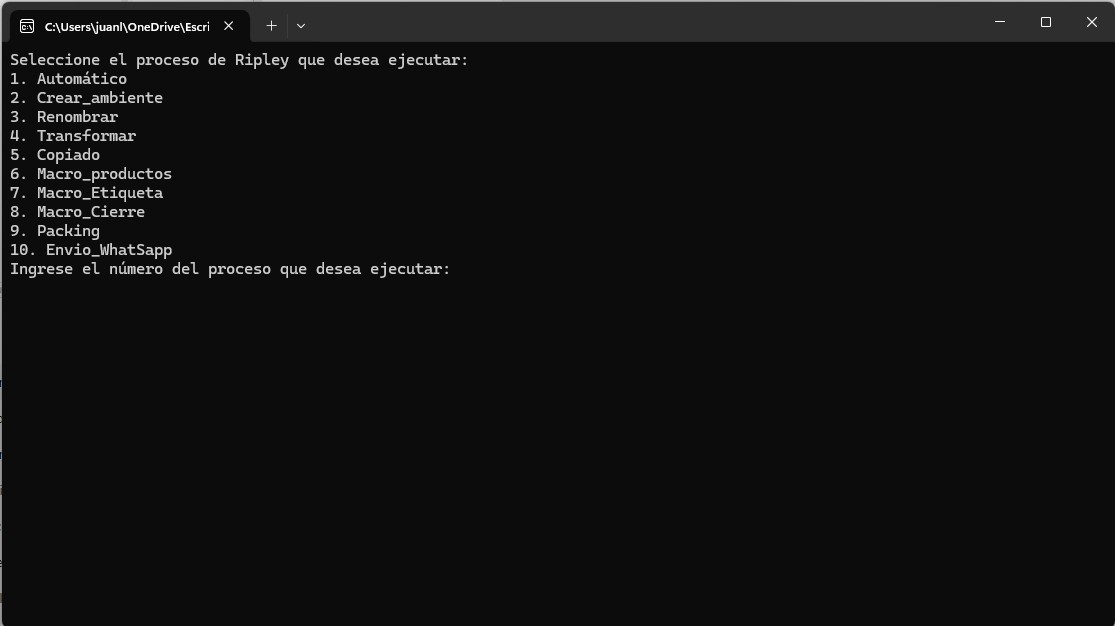 C:\Users\juanl\OneDrive\Escri
Seleccione el proceso de Ripley que desea ejecutar:
1. Automático
2. Crear_ambiente
3. Renombrar
4. Transformar
5. Copiado
6. Macro_productos
7. Macro_Etiqueta
8. Macro_Cierre
9. Packing
10. Envio_WhatSapp
Ingrese el número del proceso que desea ejecutar: